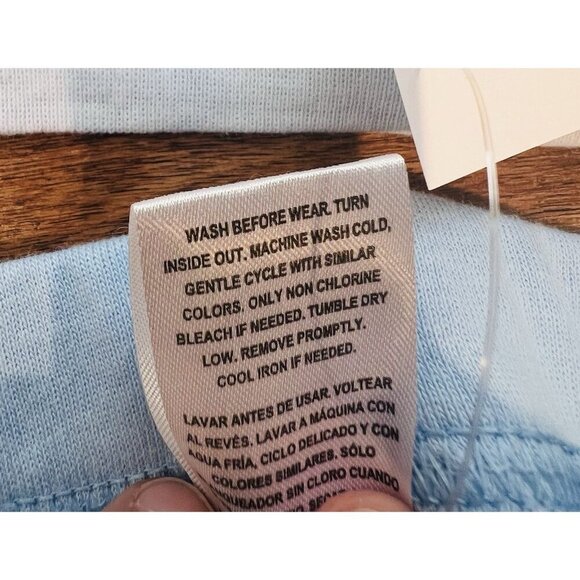 WASH BEFORE WEAR. TURN
INSIDE OUT. MACHINE WASH COLD,
GENTLE CYCLE WITH SIMILAR
COLORS. ONLY NON CHLORINE
BLEACH IF NEEDED. TUMBLE DRY
LOW. REMOVE PROMPTLY.
COOL IRON IF NEEDED.
LAVAR ANTES DE USAR. VOLTEAR
AL REVÉS. LAVAR A MÁQUINA CON
AGUA FRÍA, CICLO DELICADO Y CON
COLORES SIMILARES. SÓLO
SIN CLORO CUANDO